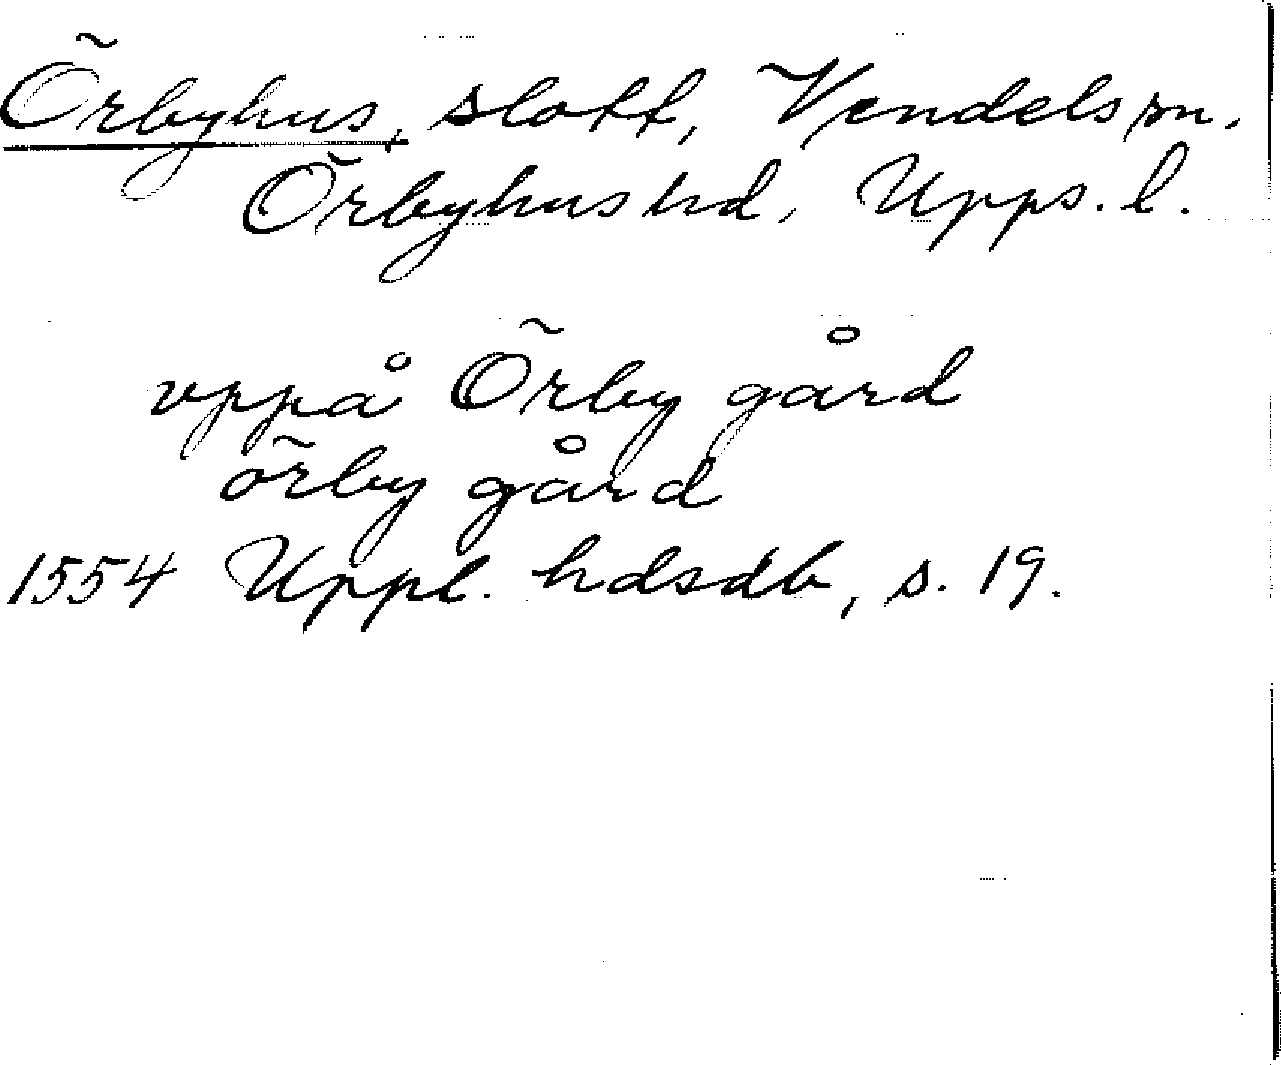 Örbyhus, slott, Vendels sn.
Örbyhus hd, Upps. l.
vppå Örby gård
örby gård
1554 Uppl. hdsdb, s. 19.